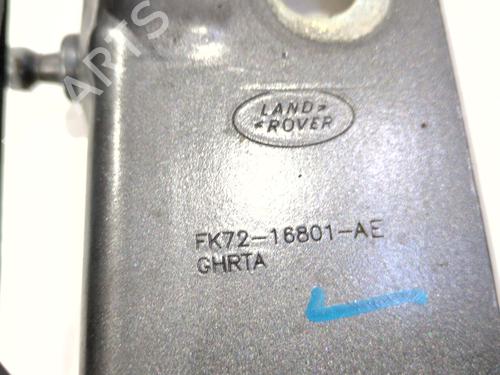 ARTS
LAND
ROVER
FK72-16801-AE
GHRTA